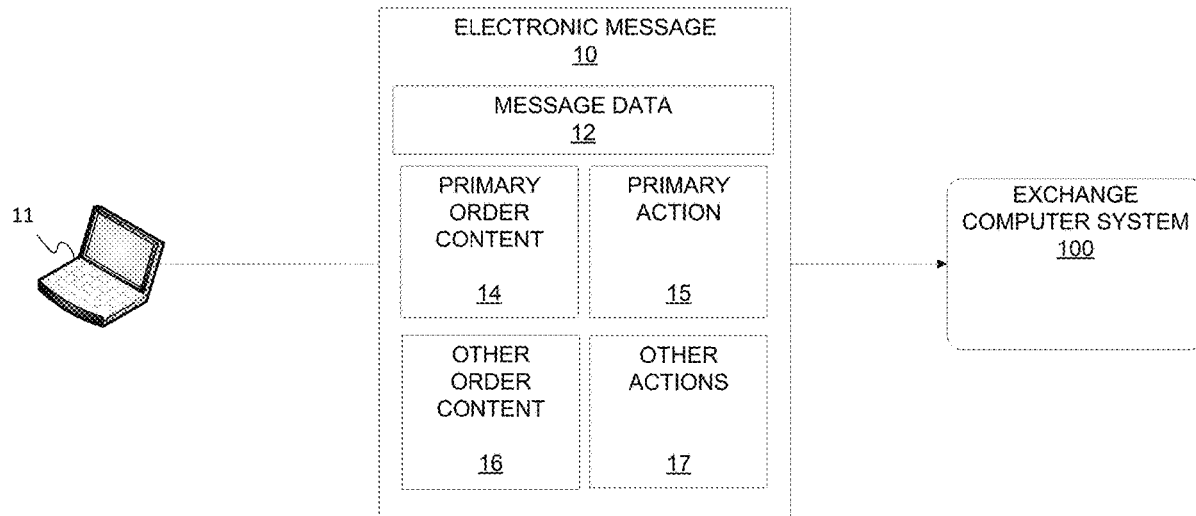 ELECTRONIC MESSAGE
10
MESSAGE DATA
12
PRIMARY
ORDER
CONTENT
14
PRIMARY
ACTION
15
OTHER
ORDER
CONTENT
16
OTHER
ACTIONS
17
11
EXCHANGE
COMPUTER SYSTEM
100